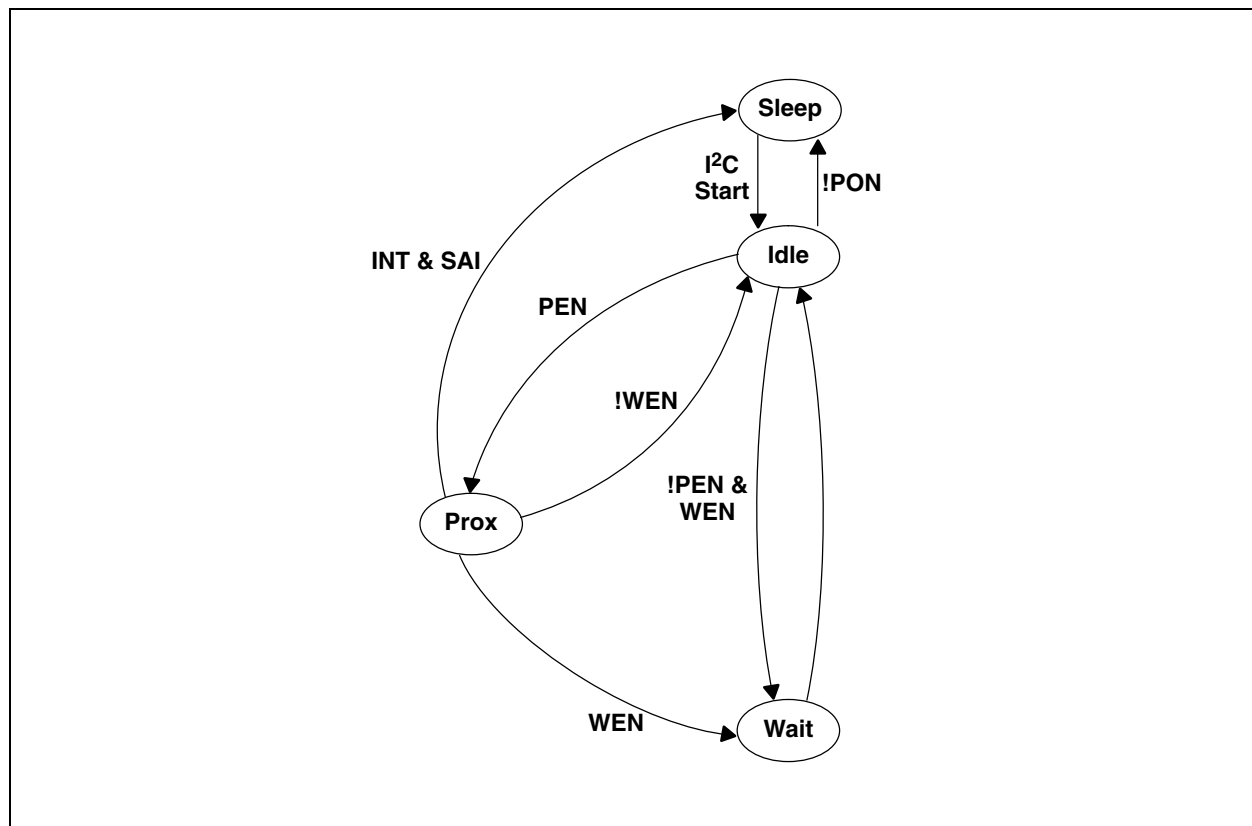 Sleep
I²C
Start
!PON
Idle
INT & SAI
PEN
!WEN
!PEN &
WEN
Prox
WEN
Wait